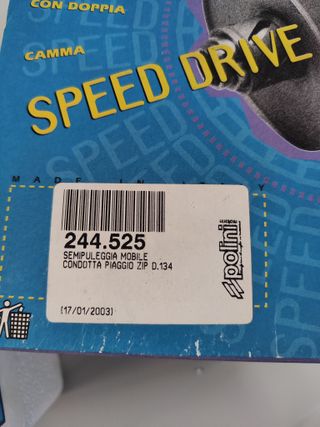 CON DOPPIA
CAMMA
SPEED DRIVE
MADE IN ITALY
244.525
SEMIPULEGGIA MOBILE
CONDOTTA PIAGGIO ZIP D.134
polini
(17/01/2003)
SPEED